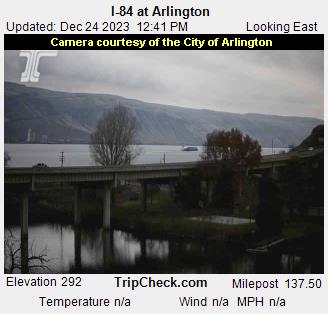 I-84 at Arlington
Updated: Dec 24 2023 12:41 PM Looking East
Camera courtesy of the City of Arlington
Elevation 292 TripCheck.com Milepost 137.50
Temperature n/a Wind n/a MPH n/a